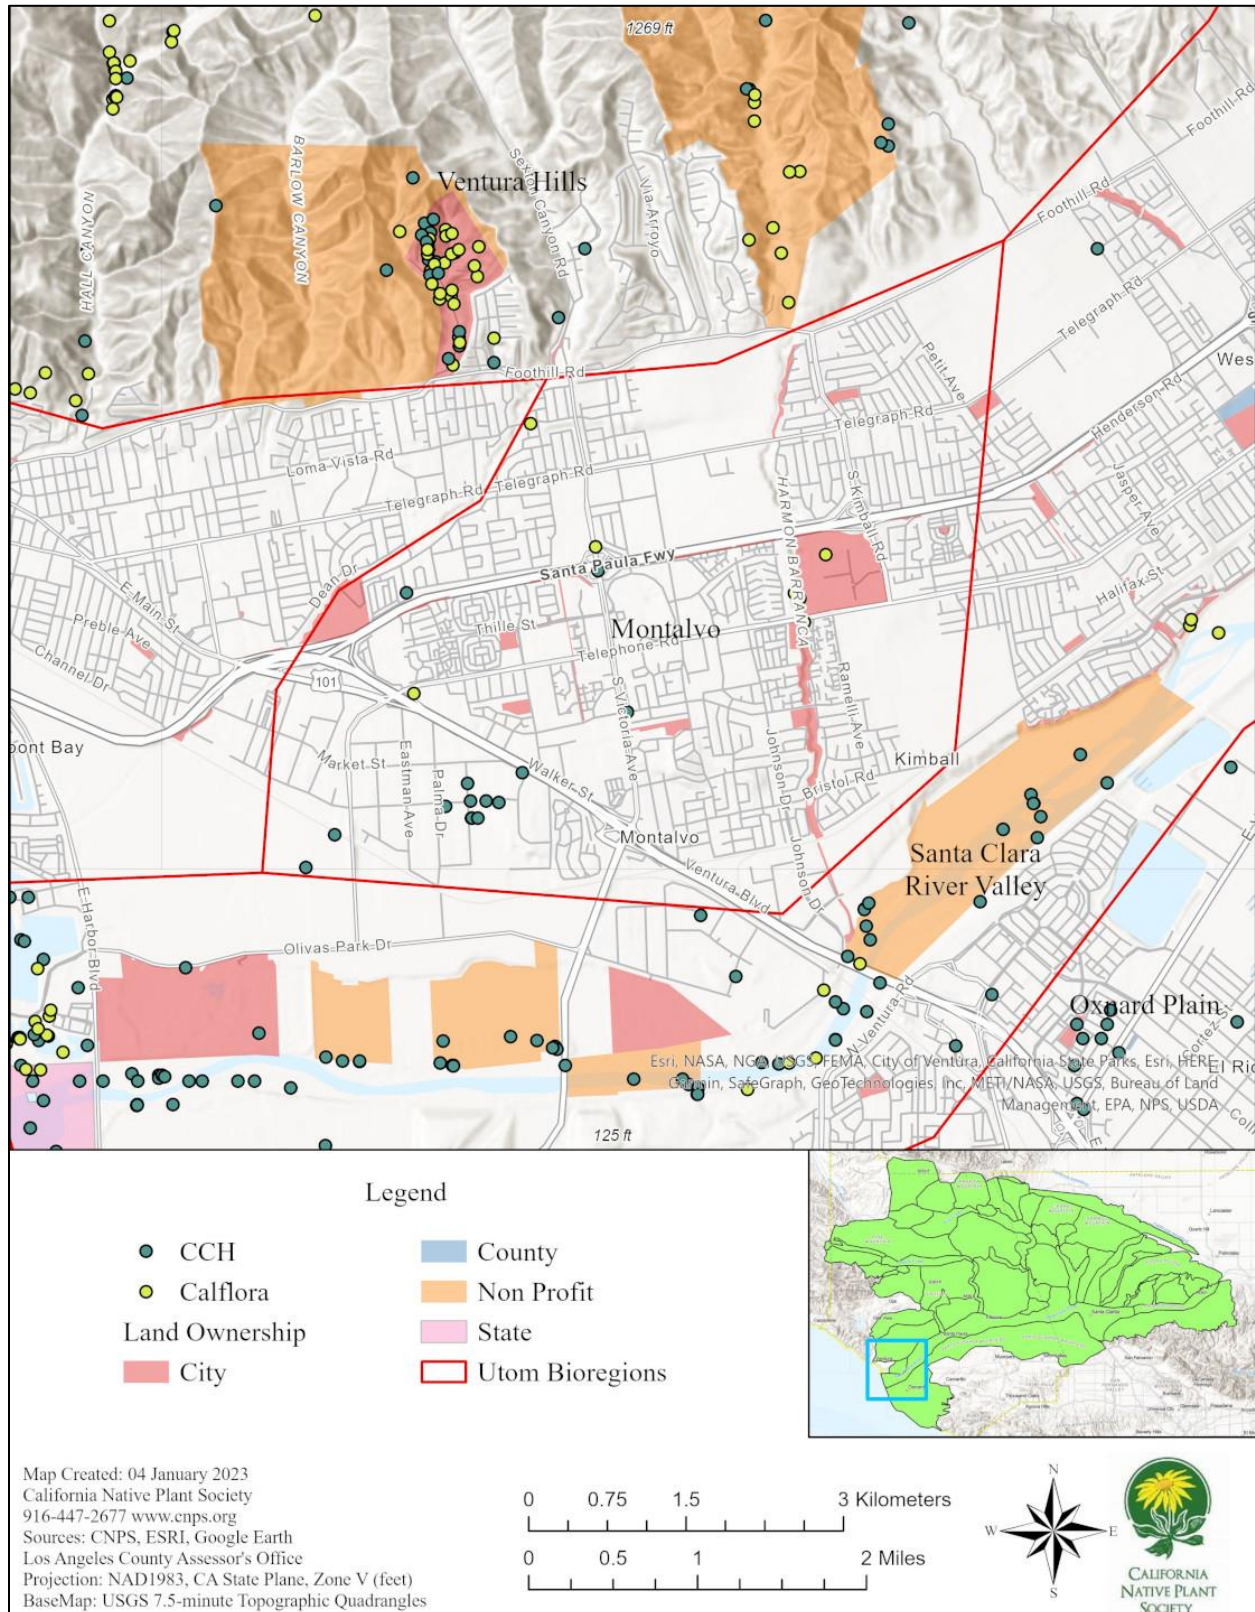 1269 ft
BARLOW CANYON
Ventura Hills
Sexton Canyon Rd
Via Arroyo
HALL CANYON
Foothill Rd
Foothill Rd
Telegraph Rd
Petit Ave
Wes
Foothill Rd
Henderson Rd
Telegraph Rd
Loma Vista Rd
Telegraph Rd
Telegraph Rd
S Kimball Rd
Jasper Ave
HARMON BARRANCA
Santa Paula Fwy
Dean Dr
E Main St
Halifax St
Preble Ave
Thille St
Montalvo
Telephone Rd
Channel Dr
101
S Victoria Ave
Ramelli Ave
pont Bay
Market St
Eastman Ave
Palma Dr
Walker St
Johnson Dr
Kimball
Bristol Rd
Montalvo
Santa Clara
River Valley
Ventura Blvd
Johnson Dr
E Harbor Blvd
Olivas Park Dr
N Ventura Rd
Oxnard Plain
Cortez St
El Ric
Esri, NASA, NGA, USGS, FEMA, City of Ventura, California State Parks, Esri, HERE,
Garmin, SafeGraph, GeoTechnologies, Inc, METI/NASA, USGS, Bureau of Land
Management, EPA, NPS, USDA
125 ft
Legend
CCH
County
Calflora
Non Profit
Land Ownership
State
City
Utom Bioregions
Map Created: 04 January 2023
California Native Plant Society
916-447-2677 www.cnps.org
Sources: CNPS, ESRI, Google Earth
Los Angeles County Assessor's Office
Projection: NAD1983, CA State Plane, Zone V (feet)
BaseMap: USGS 7.5-minute Topographic Quadrangles
0 0.75 1.5 3 Kilometers
0 0.5 1 2 Miles
N
W E
S
CALIFORNIA
NATIVE PLANT
SOCIETY